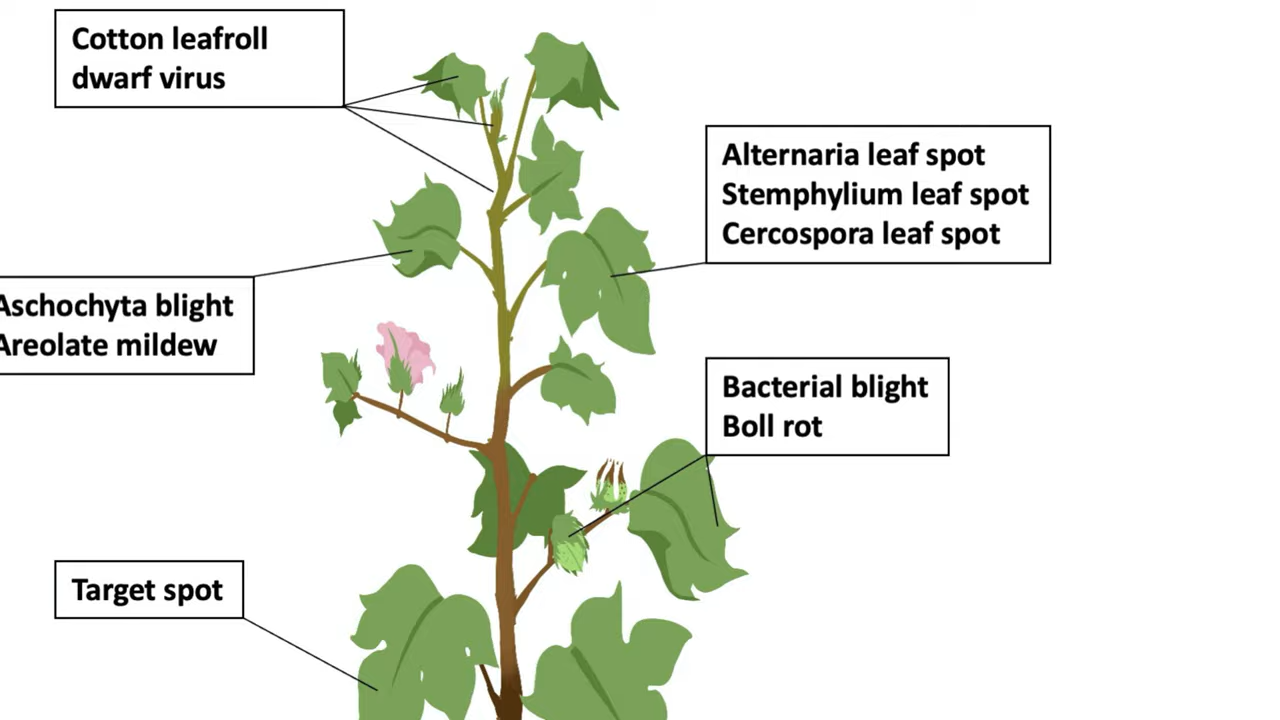 Cotton leafroll
dwarf virus
Alternaria leaf spot
Stemphylium leaf spot
Cercospora leaf spot
Aschochyta blight
Areolate mildew
Bacterial blight
Boll rot
Target spot